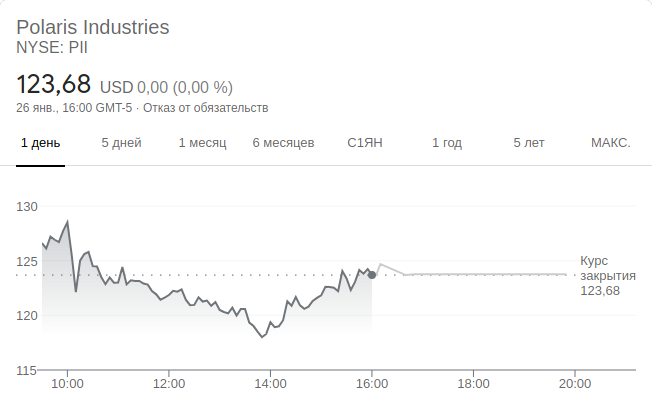 Polaris Industries
NYSE: PII
123,68 USD 0,00 (0,00 %)
26 янв., 16:00 GMT-5 · Отказ от обязательств
1 день 5 дней 1 месяц 6 месяцев С1ЯН 1 год 5 лет МАКС.
130
125
120
115
Курс
закрытия
123,68
10:00 12:00 14:00 16:00 18:00 20:00